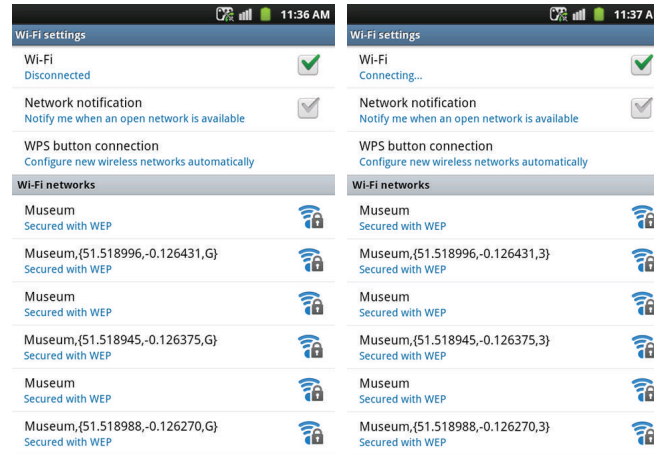 11:36 AM
Wi-Fi settings
Wi-Fi
Disconnected
Network notification
Notify me when an open network is available
WPS button connection
Configure new wireless networks automatically
Wi-Fi networks
Museum
Secured with WEP
Museum,{51.518996,-0.126431,G}
Secured with WEP
Museum
Secured with WEP
Museum,{51.518945,-0.126375,G}
Secured with WEP
Museum
Secured with WEP
Museum,{51.518988,-0.126270,G}
Secured with WEP
11:37 A
Wi-Fi settings
Wi-Fi
Connecting...
Network notification
Notify me when an open network is available
WPS button connection
Configure new wireless networks automatically
Wi-Fi networks
Museum
Secured with WEP
Museum,{51.518996,-0.126431,3}
Secured with WEP
Museum
Secured with WEP
Museum,{51.518945,-0.126375,3}
Secured with WEP
Museum
Secured with WEP
Museum,{51.518988,-0.126270,3}
Secured with WEP